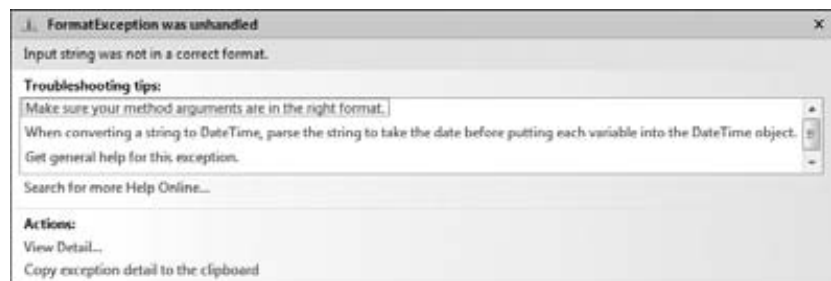 FormatException was unhandled
Input string was not in a correct format.
Troubleshooting tips:
Make sure your method arguments are in the right format.
When converting a string to DateTime, parse the string to take the date before putting each variable into the DateTime object.
Get general help for this exception.
Search for more Help Online...
Actions:
View Detail...
Copy exception detail to the clipboard